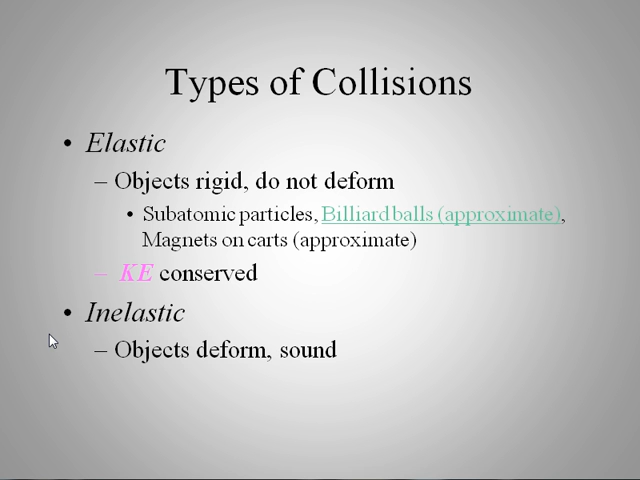 Types of Collisions
• Elastic
– Objects rigid, do not deform
• Subatomic particles, Billiard balls (approximate),
Magnets on carts (approximate)
– KE conserved
• Inelastic
– Objects deform, sound